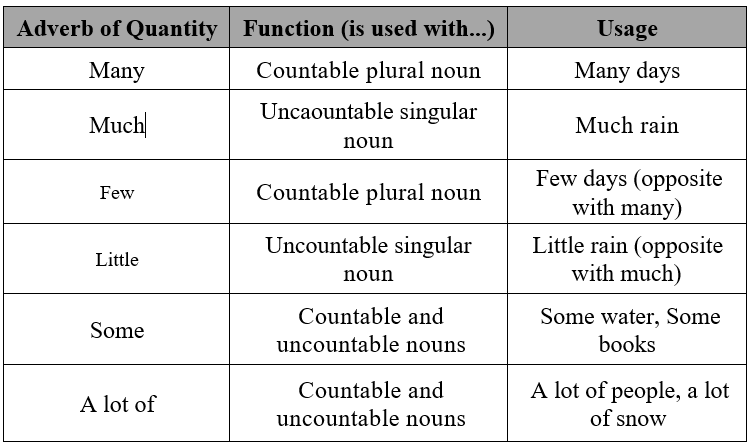 Adverb of Quantity Function (is used with...) Usage
Many Countable plural noun Many days
Much Uncaountable singular
noun Much rain
Few Countable plural noun Few days (opposite
with many)
Little Uncountable singular
noun Little rain (opposite
with much)
Some Countable and
uncountable nouns Some water, Some
books
A lot of Countable and
uncountable nouns A lot of people, a lot
of snow